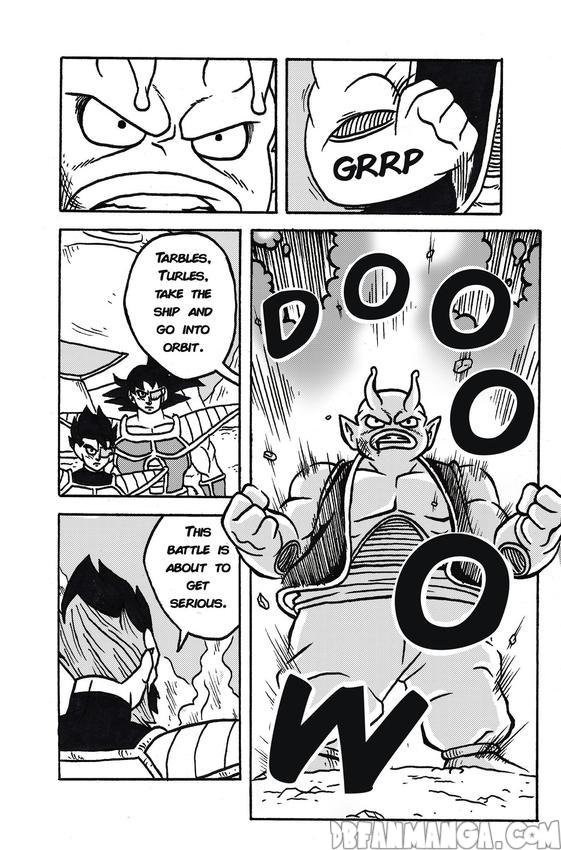 GRRP
TARBLES,
TURLES,
TAKE THE
SHIP AND
GO INTO
ORBIT.
DOOOOW
THIS
BATTLE IS
ABOUT TO
GET
SERIOUS.
DBFANMANGA.COM